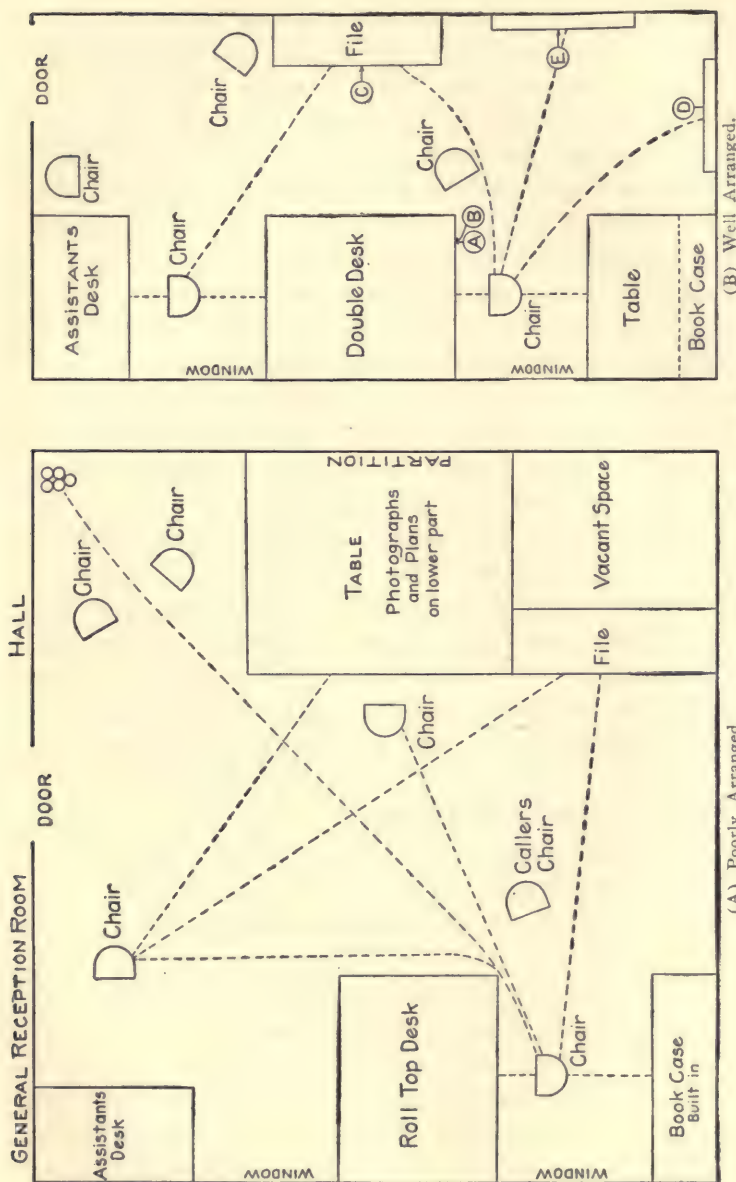 GENERAL RECEPTION ROOM
HALL
DOOR
Assistants
Desk
Chair
Chair
Chair
WINDOW
Roll Top Desk
Chair
Callers
Chair
TABLE
Photographs
and Plans
on lower part
PARTITION
WINDOW
Chair
Book Case
Built in
File
Vacant Space
(A) Poorly Arranged
DOOR
ASSISTANTS
DESK
Chair
Chair
Chair
File
C
WINDOW
Double Desk
A
B
Chair
E
WINDOW
Chair
D
Table
Book Case
(B) Well Arranged.